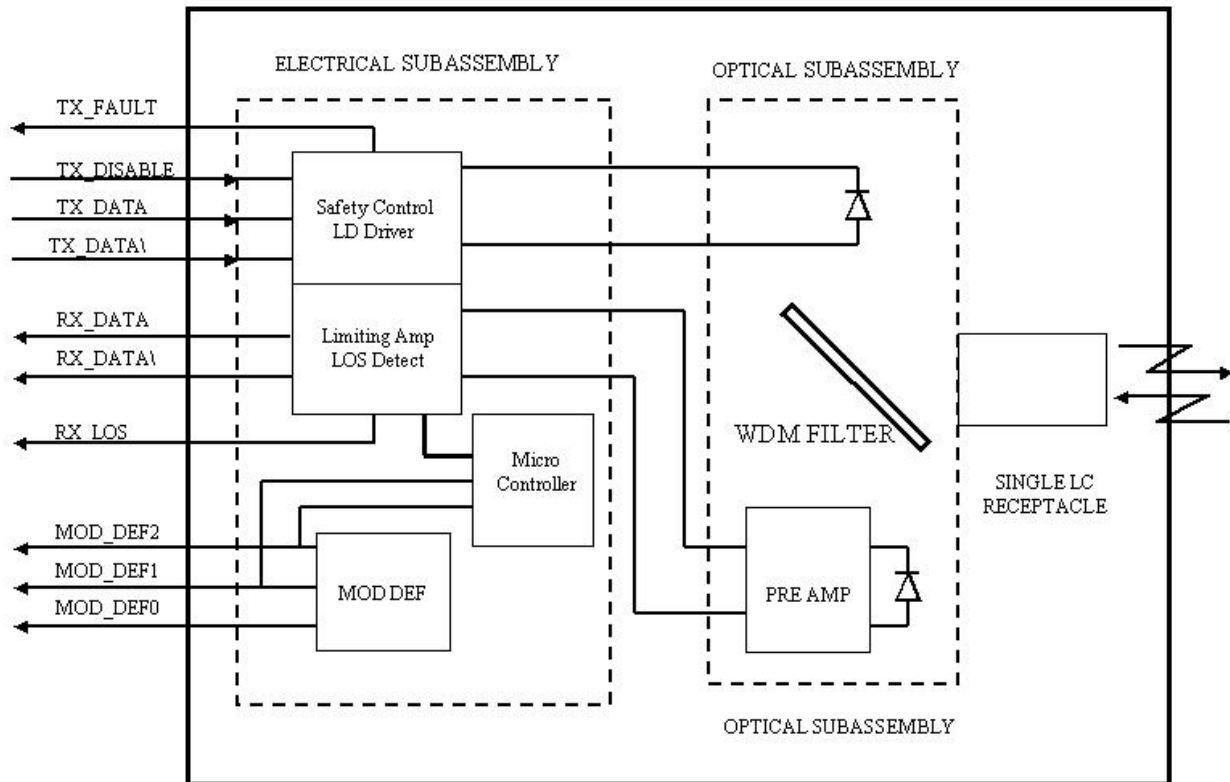 ELECTRICAL SUBASSEMBLY
OPTICAL SUBASSEMBLY
TX_FAULT
TX_DISABLE
TX_DATA
TX_DATA\
Safety Control
LD Driver
RX_DATA
RX_DATA\
Limiting Amp
LOS Detect
RX_LOS
WDM FILTER
Micro
Controller
SINGLE LC
RECEPTACLE
MOD_DEF2
MOD_DEF1
MOD_DEF0
MOD DEF
PRE AMP
OPTICAL SUBASSEMBLY